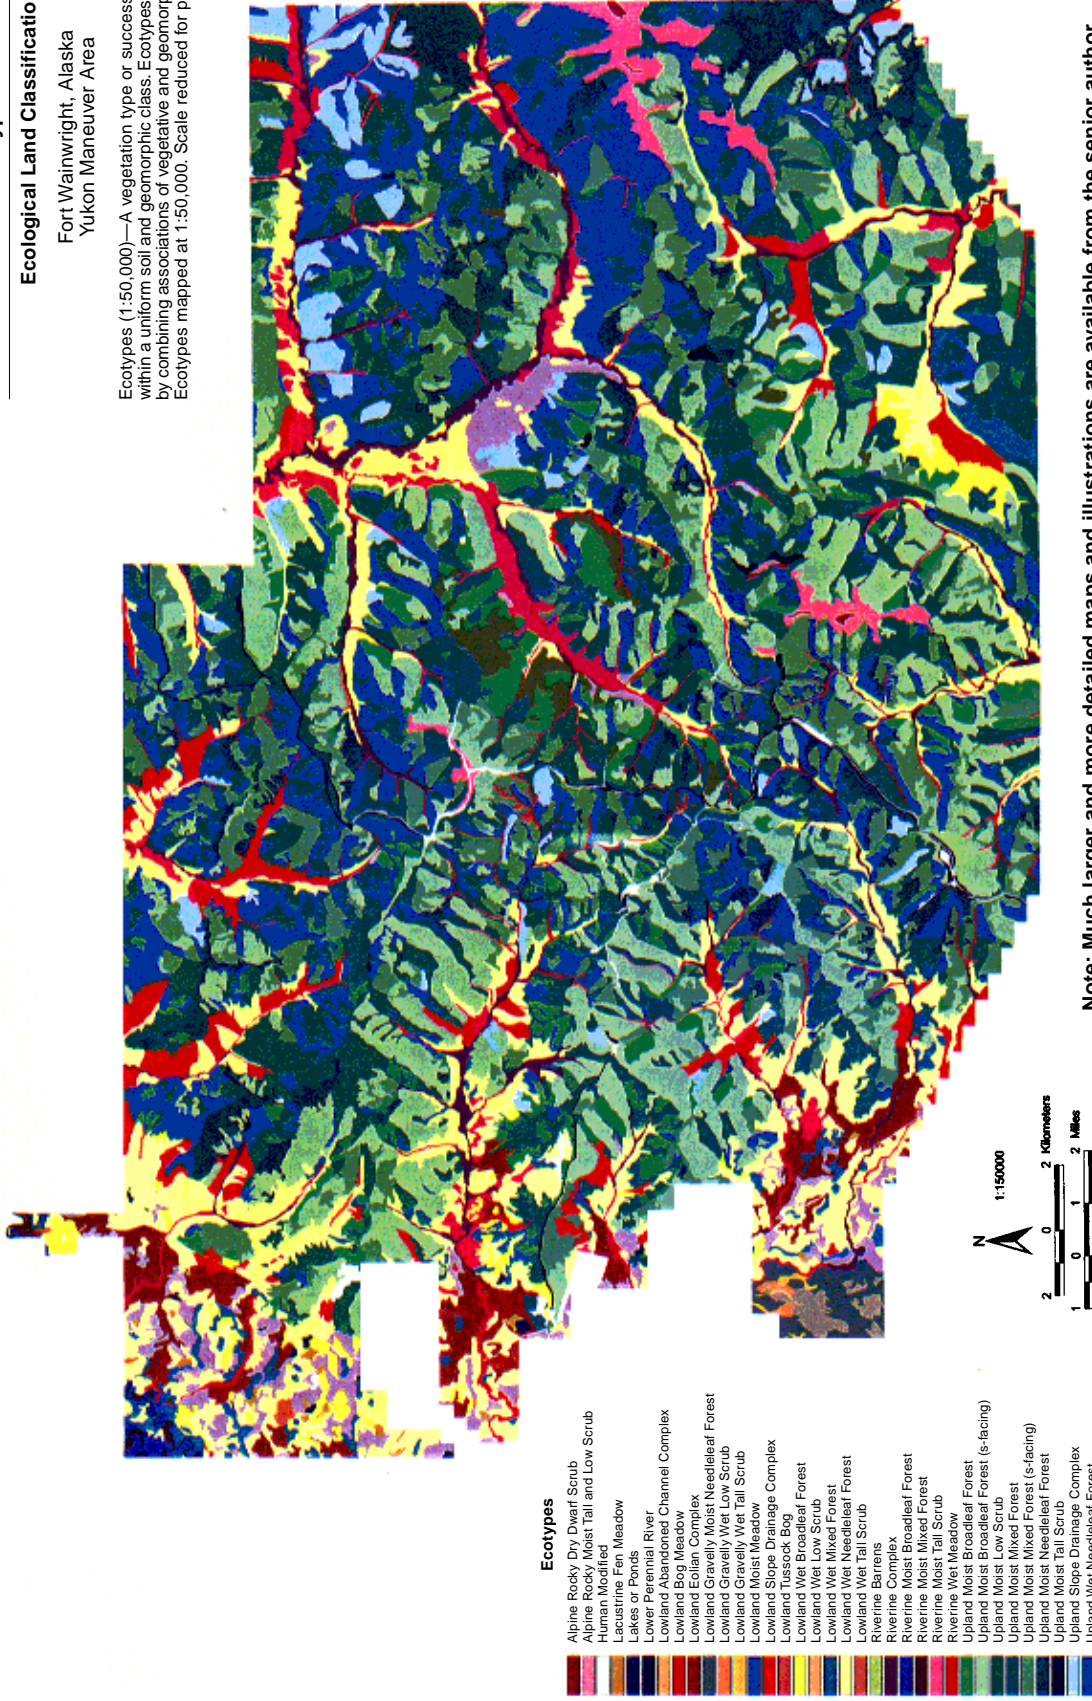 Ecological Land Classificatio
Fort Wainwright, Alaska
Yukon Maneuver Area
Ecotypes (1:50,000)—A vegetation type or success
within a uniform soil and geomorphic class. Ecotypes
by combining associations of vegetative and geomorp
Ecotypes mapped at 1:50,000. Scale reduced for p
Ecotypes
Alpine Rocky Dry Dwarf Scrub
Alpine Rocky Moist Tall and Low Scrub
Human Modified
Lacustrine Fen Meadow
Lakes or Ponds
Lower Perennial River
Lowland Abandoned Channel Complex
Lowland Bog Meadow
Lowland Eolian Complex
Lowland Gravelly Moist Needleleaf Forest
Lowland Gravelly Wet Low Scrub
Lowland Gravelly Wet Tall Scrub
Lowland Moist Meadow
Lowland Slope Drainage Complex
Lowland Tussock Bog
Lowland Wet Broadleaf Forest
Lowland Wet Low Scrub
Lowland Wet Mixed Forest
Lowland Wet Needleleaf Forest
Lowland Wet Tall Scrub
Riverine Barrens
Riverine Complex
Riverine Moist Broadleaf Forest
Riverine Moist Mixed Forest
Riverine Moist Tall Scrub
Riverine Wet Meadow
Upland Moist Broadleaf Forest
Upland Moist Broadleaf Forest (s-facing)
Upland Moist Low Scrub
Upland Moist Mixed Forest
Upland Moist Mixed Forest (s-facing)
Upland Moist Needleleaf Forest
Upland Moist Tall Scrub
Upland Slope Drainage Complex
Upland Wet Needleleaf Forest
N
1:150000
2 0 2 Kilometers
1 0 1 2 Miles
Note: Much larger and more detailed maps and illustrations are available from the senior author